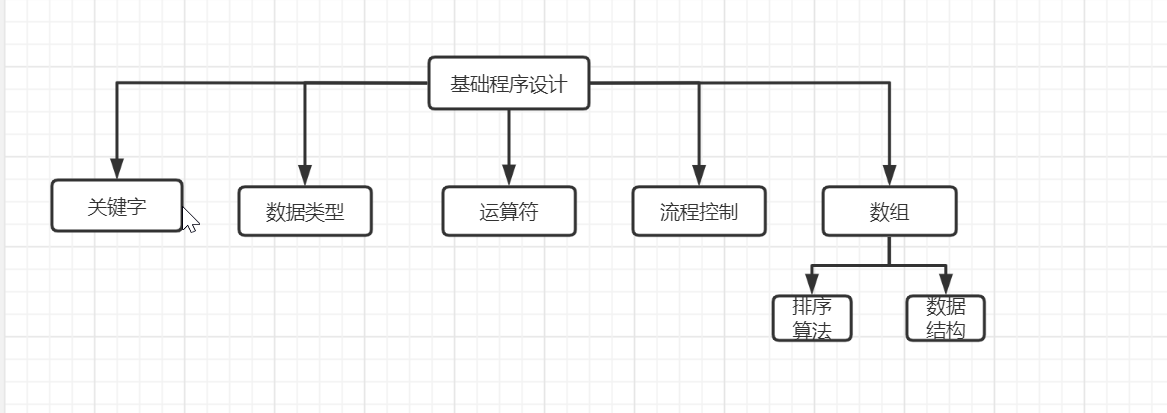 基础程序设计
关键字
数据类型
运算符
流程控制
数组
排序
算法
数据
结构